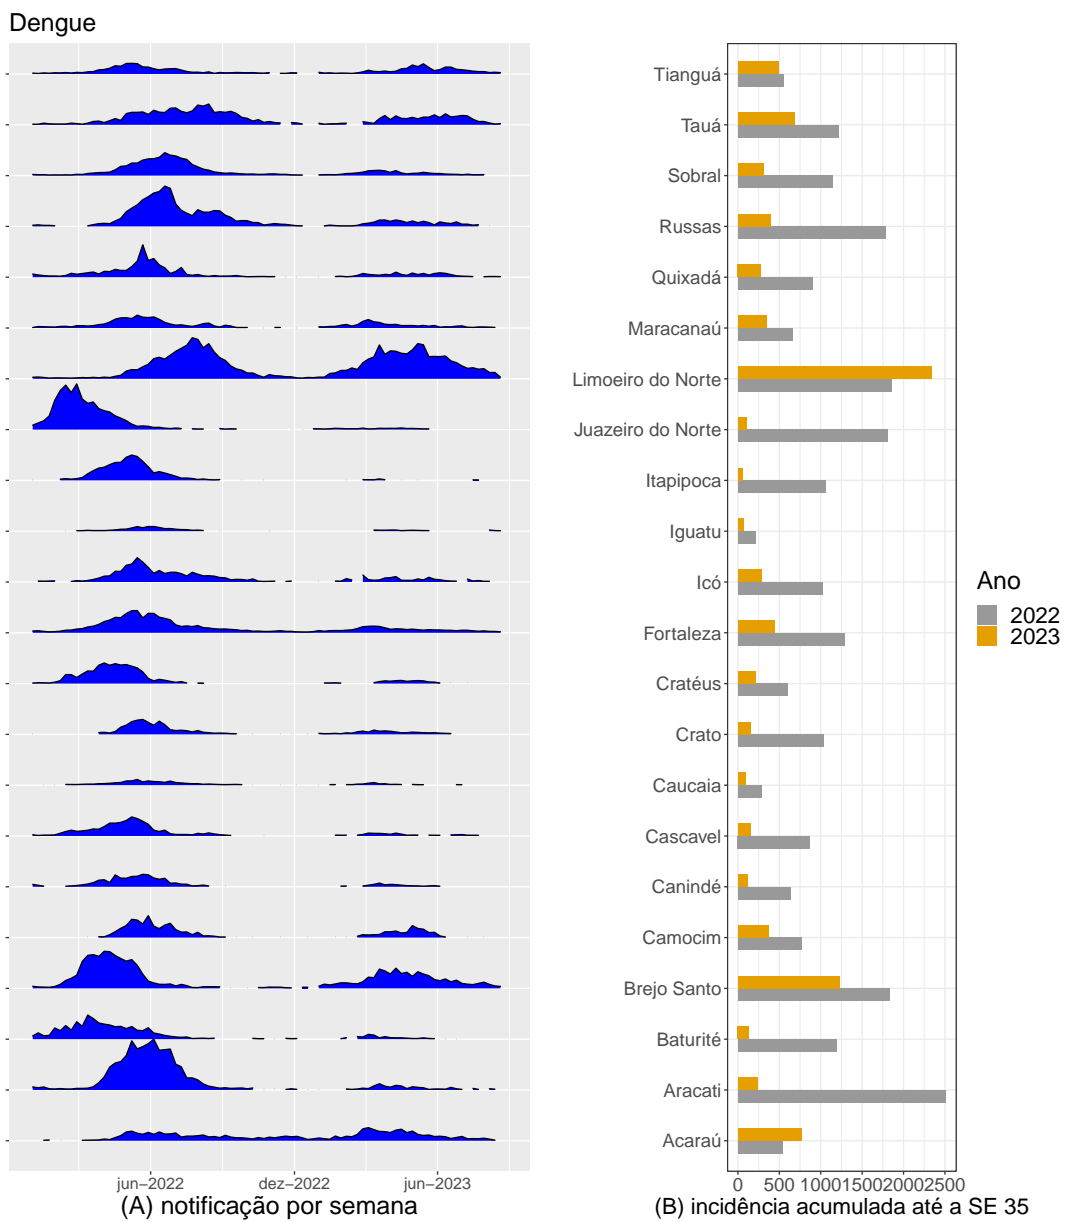 Dengue
Tianguá
Tauá
Sobral
Russas
Quixadá
Maracanaú
Limoeiro do Norte
Juazeiro do Norte
Itapipoca
Iguatu
Icó
Fortaleza
Cratéus
Crato
Caucaia
Cascavel
Canindé
Camocim
Brejo Santo
Baturité
Aracati
Acaraú
Ano
2022
2023
jun−2022 dez−2022 jun−2023
0 500 1000 1500 2000 2500
(A) notificação por semana
(B) incidência acumulada até a SE 35